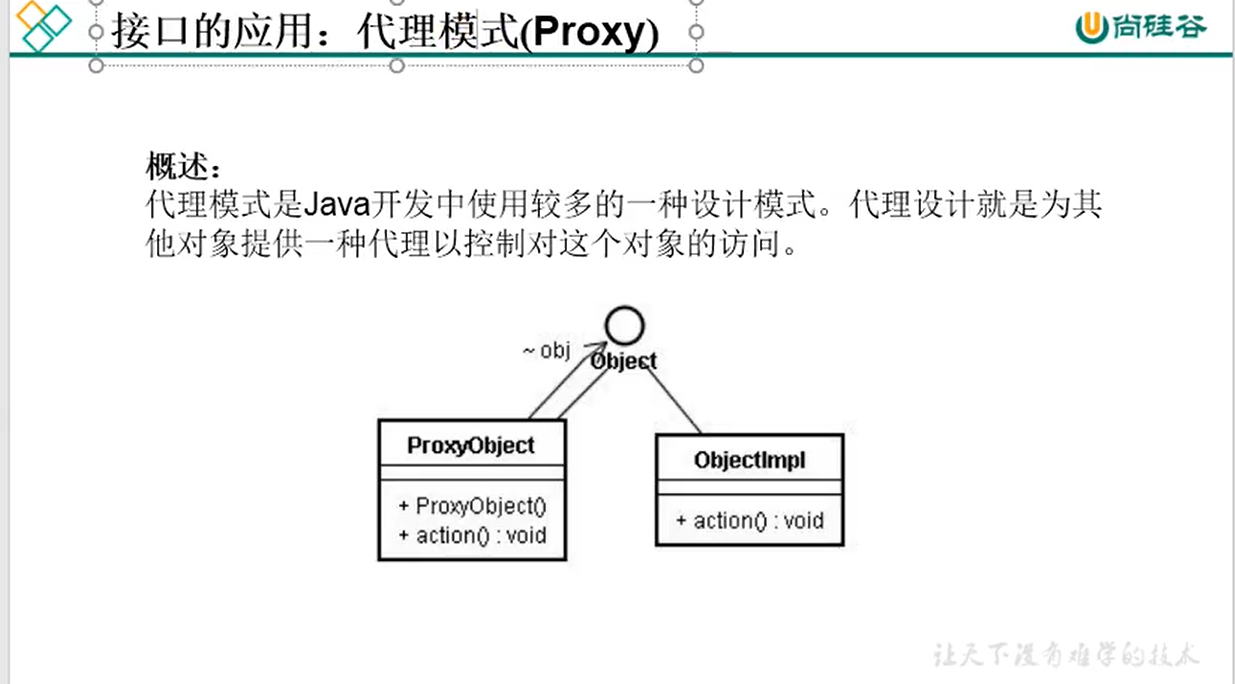 接口的应用：代理模式(Proxy)
尚硅谷
概述：
代理模式是Java开发中使用较多的一种设计模式。代理设计就是为其
他对象提供一种代理以控制对这个对象的访问。
~ obj
Object
ProxyObject
+ ProxyObject()
+ action() : void
ObjectImpl
+ action() : void
让天下没有难学的技术